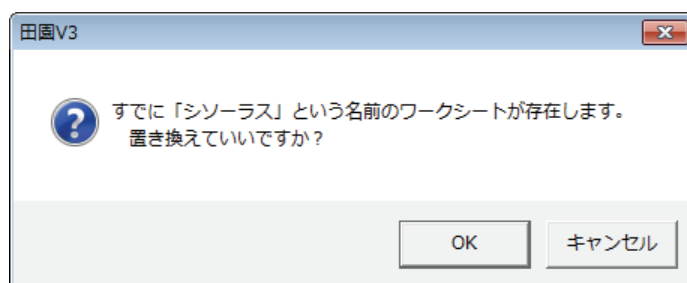 田園V3
すでに「シソーラス」という名前のワークシートが存在します。
置き換えていいですか？
OK
キャンセル